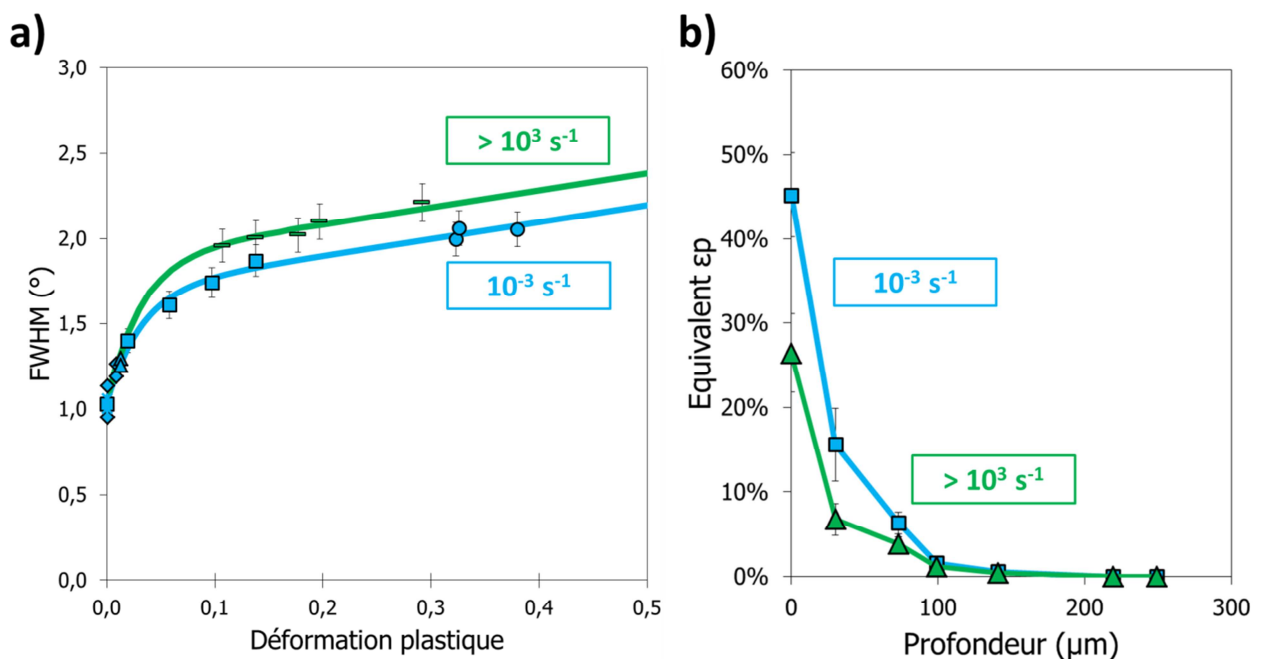 a)
3,0
2,5
2,0
1,5
1,0
0,5
0,0
FWHM (°)
> 10³ s⁻¹
10⁻³ s⁻¹
0,0 0,1 0,2 0,3 0,4 0,5
Déformation plastique
b)
60%
50%
40%
30%
20%
10%
0%
Equivalent εp
10⁻³ s⁻¹
> 10³ s⁻¹
0 100 200 300
Profondeur (µm)